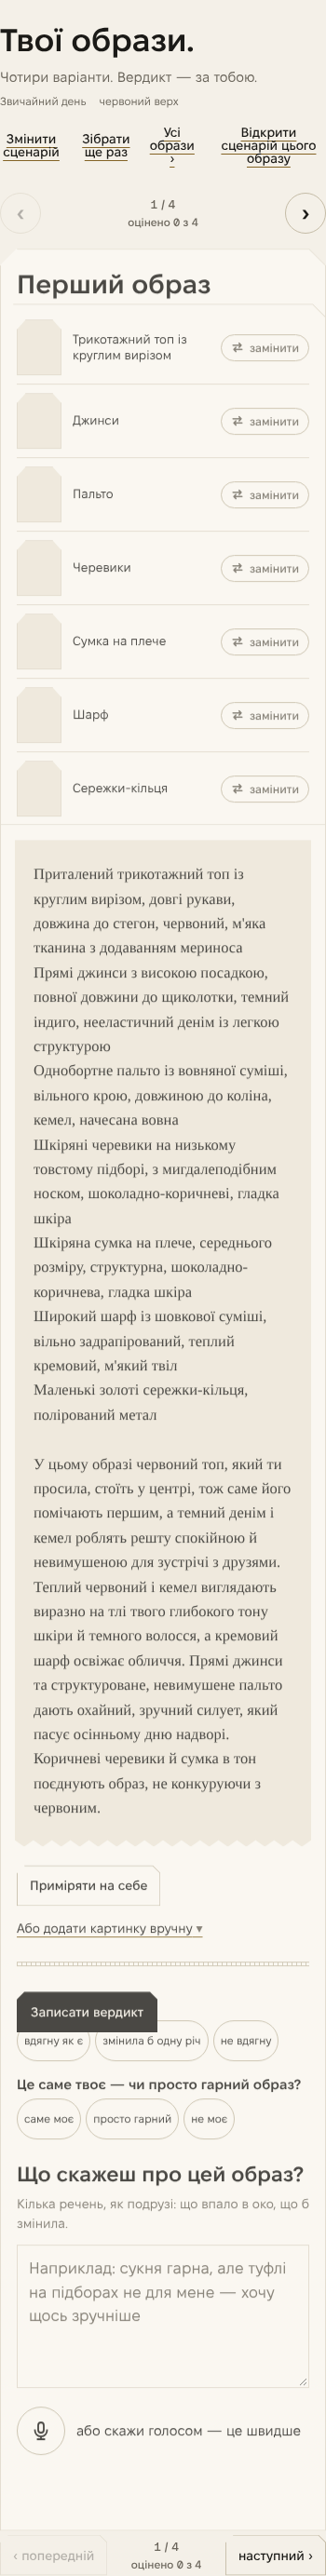 Твої образи.
Чотири варіанти. Вердикт — за тобою.
Звичайний день червоний верх
Змінити
сценарій
Зібрати
ще раз
Усі
образи
›
Відкрити
сценарій цього
образу
‹
1 / 4
оцінено 0 з 4
›
Перший образ
Трикотажний топ із
круглим вирізом
⇄ замінити
Джинси
⇄ замінити
Пальто
⇄ замінити
Черевики
⇄ замінити
Сумка на плече
⇄ замінити
Шарф
⇄ замінити
Сережки-кільця
⇄ замінити
Приталений трикотажний топ із
круглим вирізом, довгі рукави,
довжина до стегон, червоний, м'яка
тканина з додаванням мериноса
Прямі джинси з високою посадкою,
повної довжини до щиколотки, темний
індиго, нееластичний денім із легкою
структурою
Однобортне пальто із вовняної суміші,
вільного крою, довжиною до коліна,
кемел, начесана вовна
Шкіряні черевики на низькому
товстому підборі, з мигдалеподібним
носком, шоколадно-коричневі, гладка
шкіра
Шкіряна сумка на плече, середнього
розміру, структурна, шоколадно-
коричнева, гладка шкіра
Широкий шарф із шовкової суміші,
вільно задрапірований, теплий
кремовий, м'який твіл
Маленькі золоті сережки-кільця,
полірований метал
У цьому образі червоний топ, який ти
просила, стоїть у центрі, тож саме його
помічають першим, а темний денім і
кемел роблять решту спокійною й
невимушеною для зустрічі з друзями.
Теплий червоний і кемел виглядають
виразно на тлі твого глибокого тону
шкіри й темного волосся, а кремовий
шарф освіжає обличчя. Прямі джинси
та структуроване, невимушене пальто
дають охайний, зручний силует, який
пасує осінньому дню надворі.
Коричневі черевики й сумка в тон
поєднують образ, не конкуруючи з
червоним.
Приміряти на себе
Або додати картинку вручну ▾
Записати вердикт
вдягну як є
змінила б одну річ
не вдягну
Це саме твоє — чи просто гарний образ?
саме моє
просто гарний
не моє
Що скажеш про цей образ?
Кілька речень, як подрузі: що впало в око, що б
змінила.
Наприклад: сукня гарна, але туфлі
на підборах не для мене — хочу
щось зручніше
або скажи голосом — це швидше
‹ попередній
1 / 4
оцінено 0 з 4
наступний ›